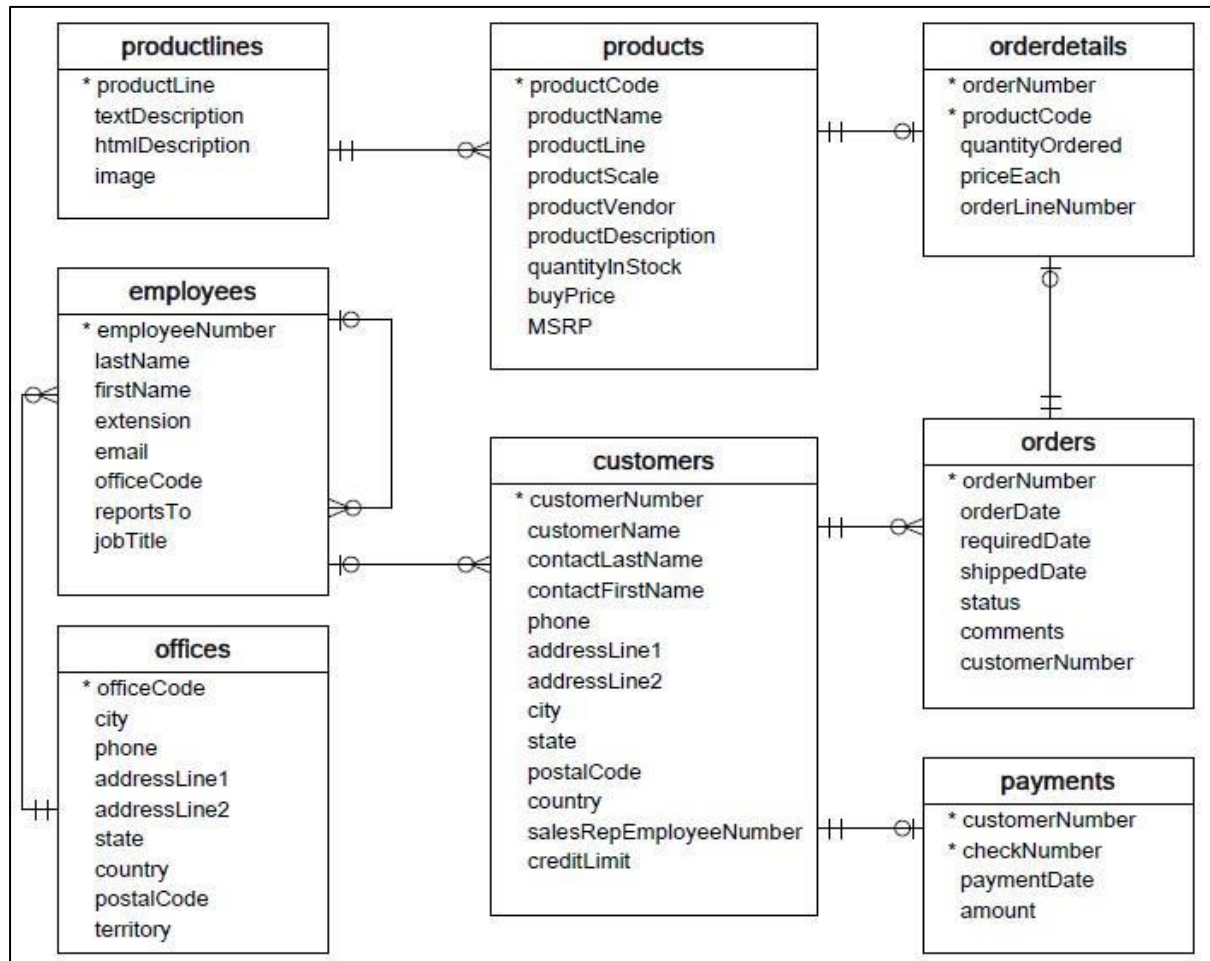 productlines
* productLine
textDescription
htmlDescription
image
products
* productCode
productName
productLine
productScale
productVendor
productDescription
quantityInStock
buyPrice
MSRP
orderdetails
* orderNumber
* productCode
quantityOrdered
priceEach
orderLineNumber
employees
* employeeNumber
lastName
firstName
extension
email
officeCode
reportsTo
jobTitle
customers
* customerNumber
customerName
contactLastName
contactFirstName
phone
addressLine1
addressLine2
city
state
postalCode
country
salesRepEmployeeNumber
creditLimit
orders
* orderNumber
orderDate
requiredDate
shippedDate
status
comments
customerNumber
offices
* officeCode
city
phone
addressLine1
addressLine2
state
country
postalCode
territory
payments
* customerNumber
* checkNumber
paymentDate
amount